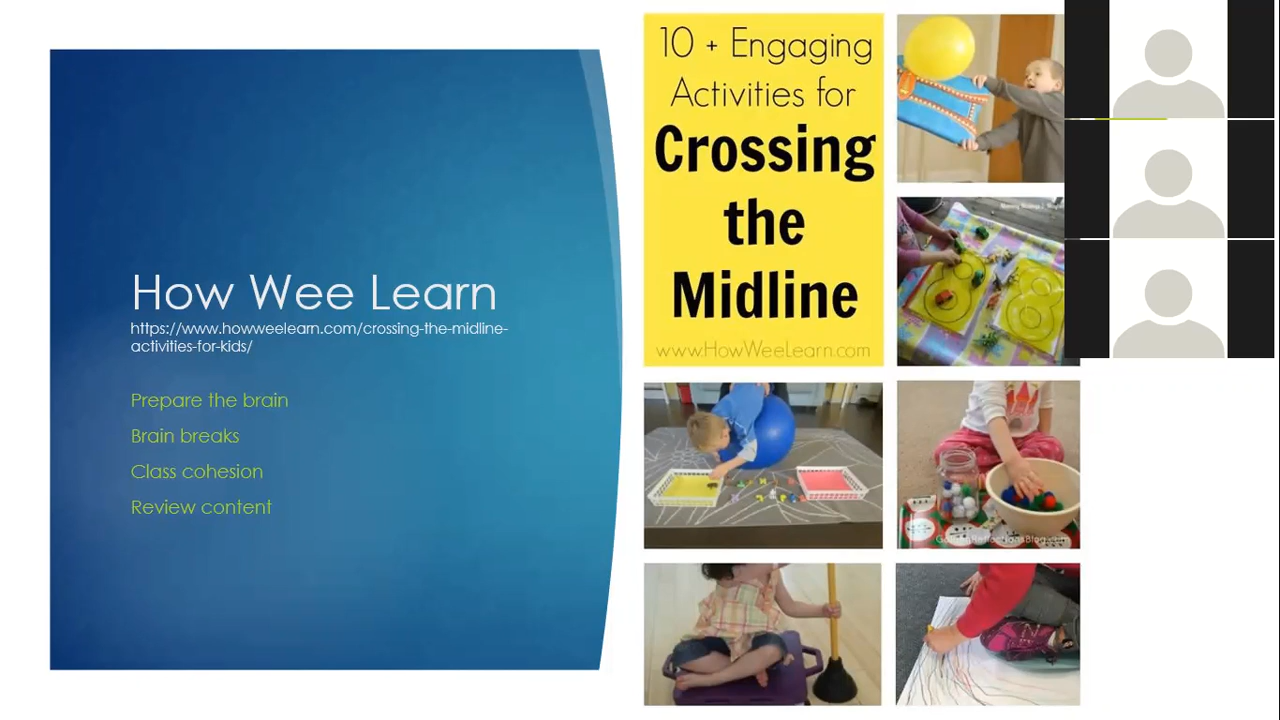 How Wee Learn
https://www.howweelearn.com/crossing-the-midline-
activities-for-kids/
Prepare the brain
Brain breaks
Class cohesion
Review content
10 + Engaging
Activities for
Crossing
the
Midline
www.HowWeeLearn.com